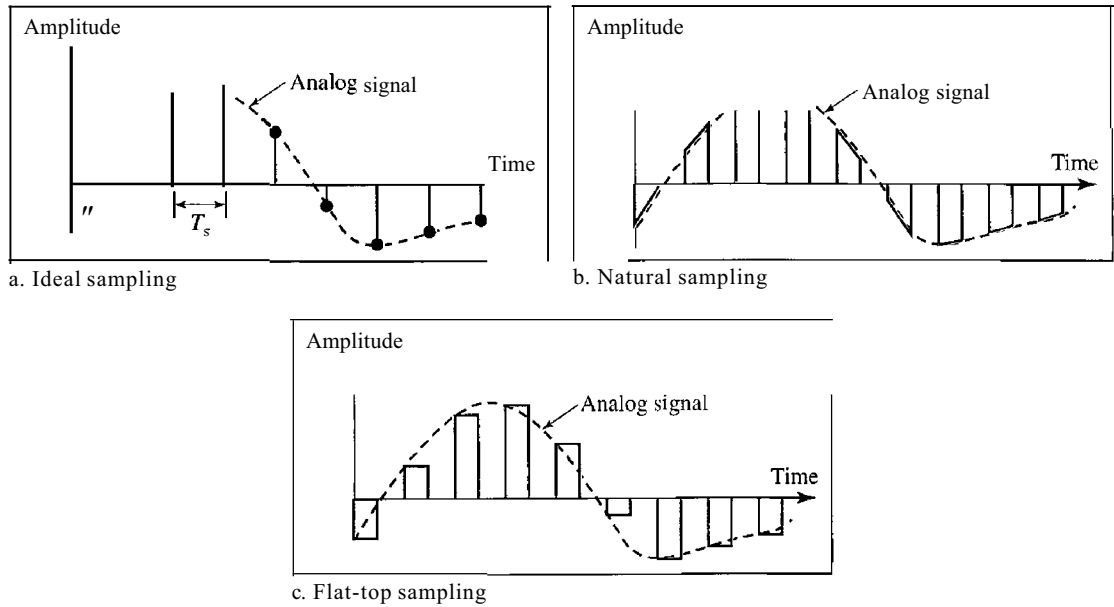 Amplitude
Analog signal
Time
″
Ts
a. Ideal sampling
Amplitude
Analog signal
Time
b. Natural sampling
Amplitude
Analog signal
Time
c. Flat-top sampling